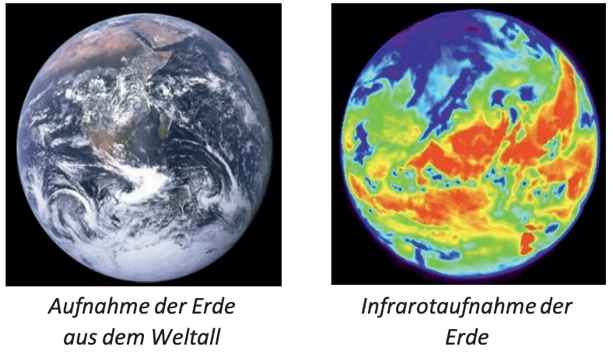 Aufnahme der Erde
aus dem Weltall
Infrarotaufnahme der
Erde